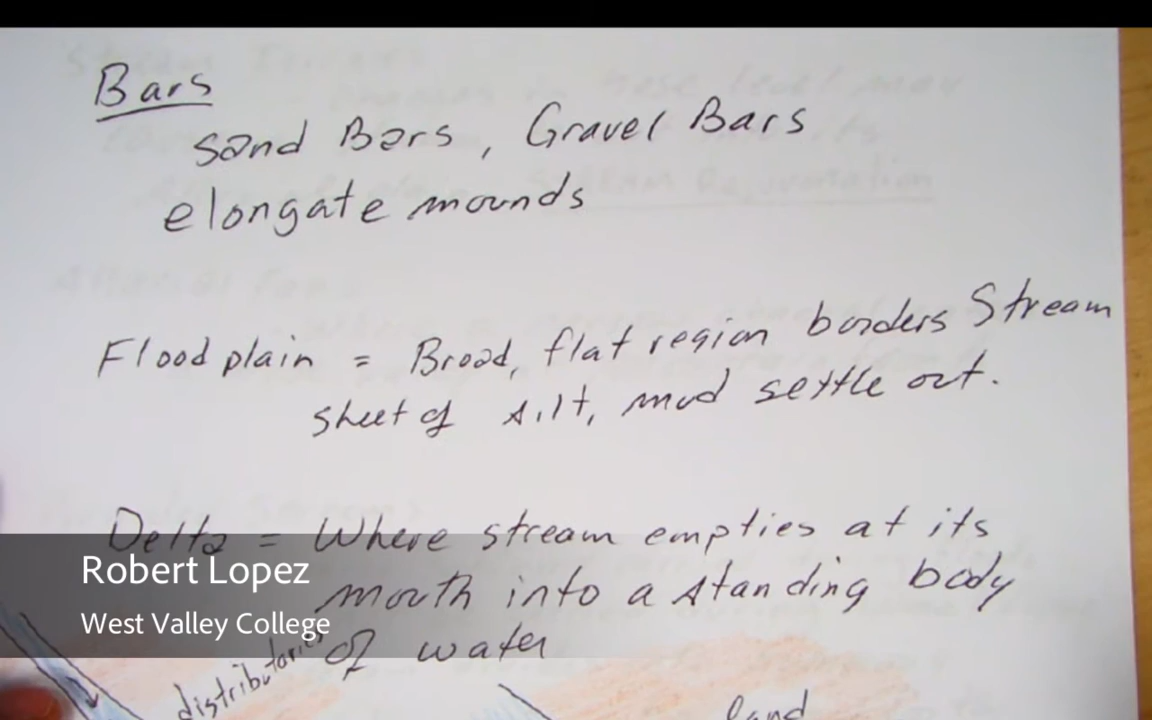 Bars
Sand Bars, Gravel Bars
elongate mounds
Flood plain = Broad, flat region borders Stream
sheet of silt, mud settle out.
Delta = Where stream empties at its
mouth into a standing body
of water
Robert Lopez
West Valley College
distributaries
land